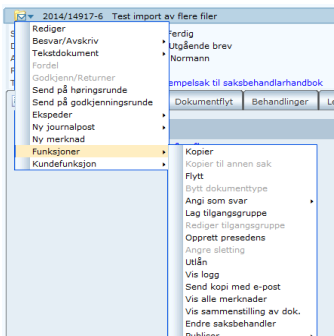 2014/14917-6 Test import av flere filer
Rediger
Besvar/Avskriv
Tekstdokument
Fordel
Godkjenn/Returner
Send på høringsrunde
Send på godkjenningsrunde
Ekspeder
Ny journalpost
Ny merknad
Funksjoner
Kundefunksjon
Ferdig
Utgående brev
Normann
empelsak til saksbehandlarhandbok
Dokumentflyt Behandlinger
Kopier
Kopier til annen sak
Flytt
Bytt dokumenttype
Angi som svar
Lag tilgangsgruppe
Rediger tilgangsgruppe
Opprett presedens
Angre sletting
Utlån
Vis logg
Send kopi med e-post
Vis alle merknader
Vis sammenstilling av dok.
Endre saksbehandler
Publiser